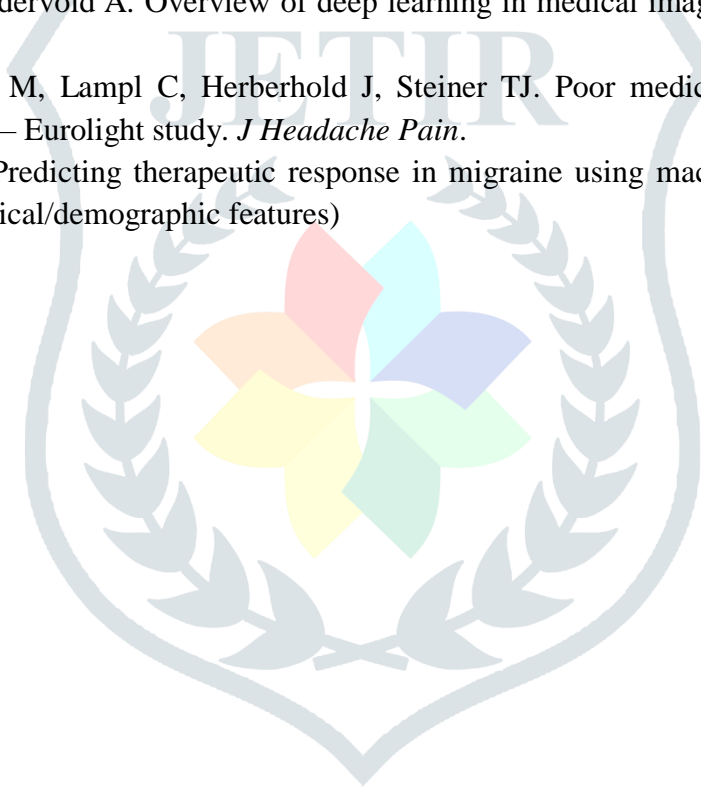 dervold A. Overview of deep learning in medical imag
JETIR
M, Lampl C, Herberhold J, Steiner TJ. Poor medic
– Eurolight study. J Headache Pain.
Predicting therapeutic response in migraine using mac
ical/demographic features)